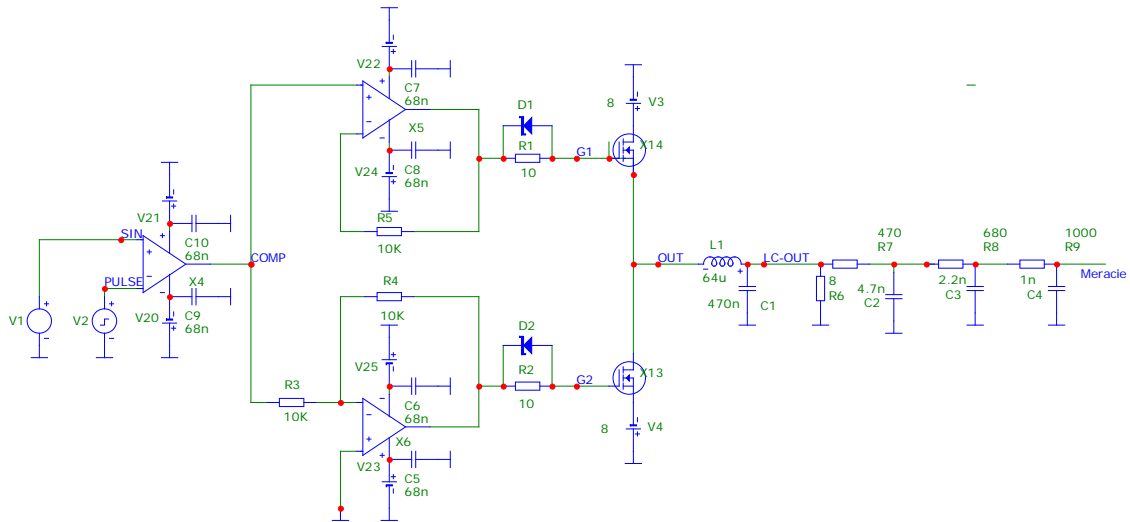 V22
C7
68n
X5
V24
C8
68n
R5
10K
D1
R1
10
G1
8
V3
X14
V21
C10
68n
SIN
X4
PULSE
V20
C9
68n
V1
V2
COMP
R4
10K
V25
C6
68n
X6
R3
10K
V23
C5
68n
D2
R2
10
G2
X13
8
V4
OUT
L1
64u
LC-OUT
470n
C1
8
R6
470
R7
4.7n
C2
680
R8
2.2n
C3
1000
R9
1n
C4
Meracie